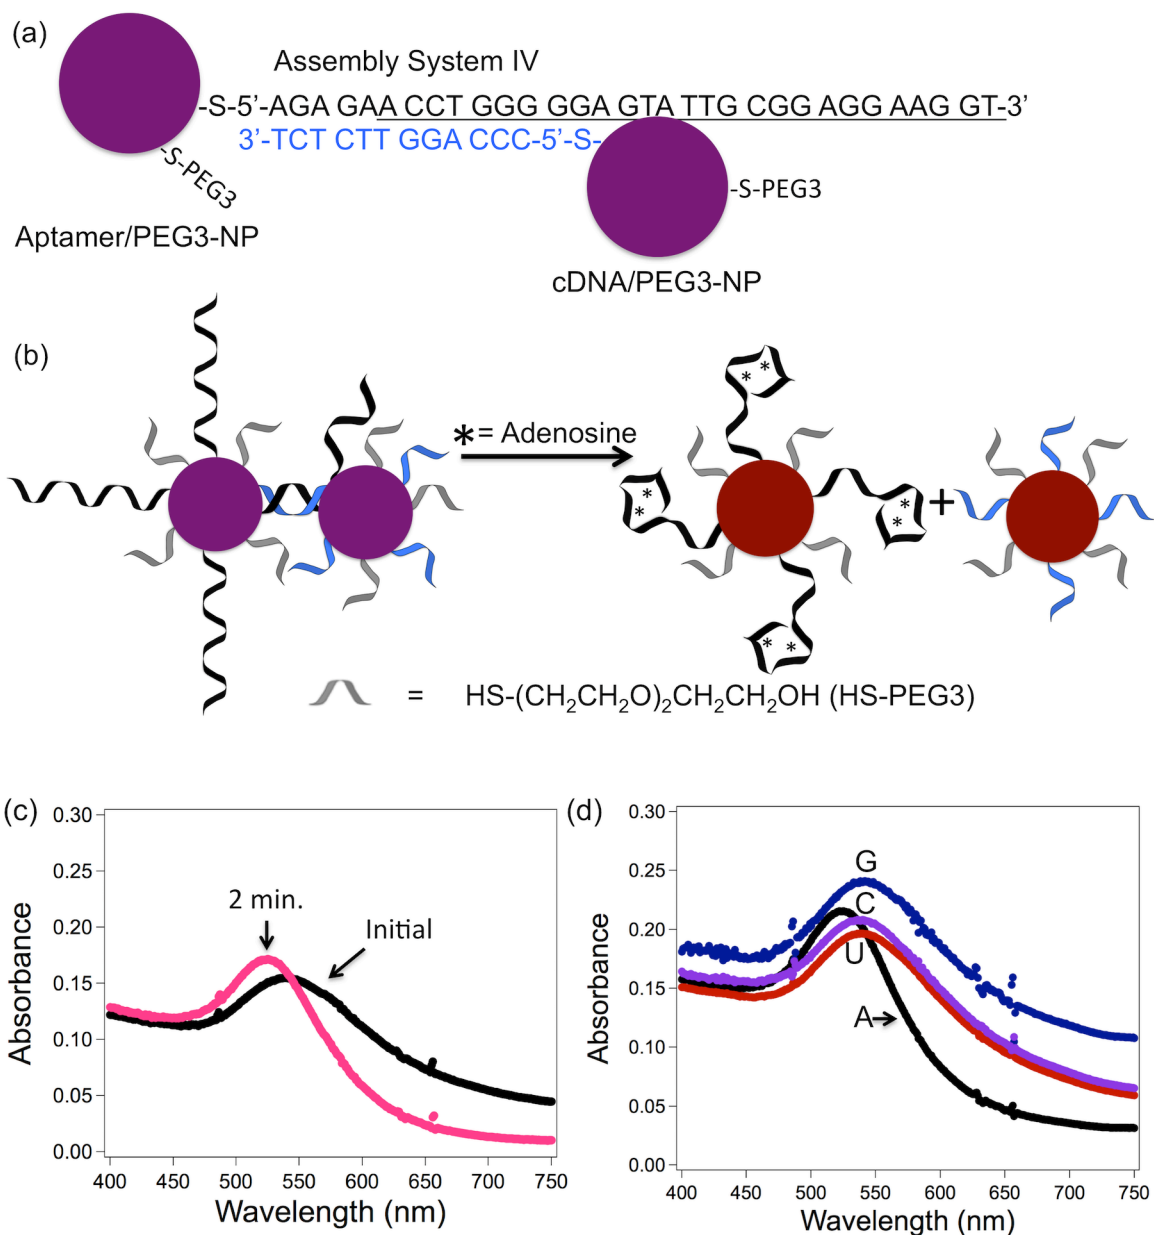 (a)
Assembly System IV
-S-5’-AGA GAA CCT GGG GGA GTA TTG CGG AGG AAG GT-3’
3’-TCT CTT GGA CCC-5’-S-
-S-PEG3
-S-PEG3
Aptamer/PEG3-NP
cDNA/PEG3-NP
(b)
*= Adenosine
* *
* *
* *
+
* *
= HS-(CH₂CH₂O)₂CH₂CH₂OH (HS-PEG3)
(c)
0.30
0.25
0.20
0.15
0.10
0.05
0.00
Absorbance
2 min.
Initial
400 450 500 550 600 650 700 750
Wavelength (nm)
(d)
0.30
0.25
0.20
0.15
0.10
0.05
0.00
Absorbance
G
C
U
A
400 450 500 550 600 650 700 750
Wavelength (nm)